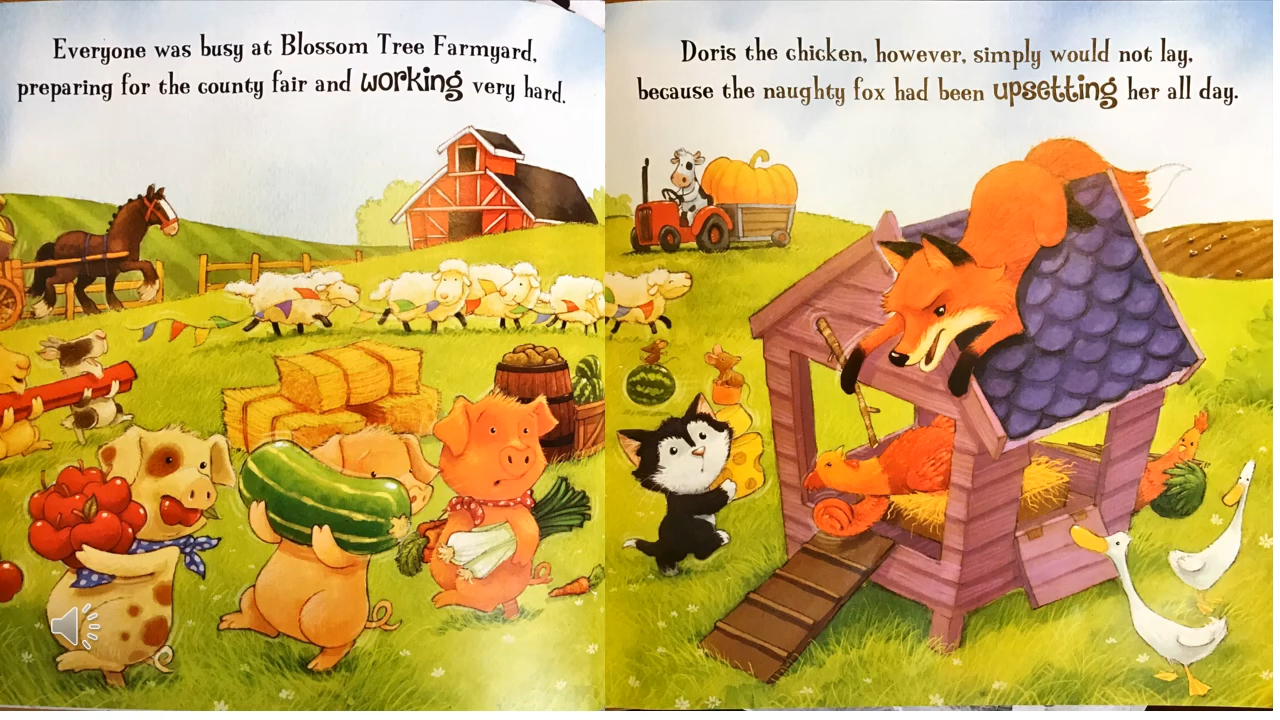 Everyone was busy at Blossom Tree Farmyard,
preparing for the county fair and working very hard.
Doris the chicken, however, simply would not lay,
because the naughty fox had been upsetting her all day.